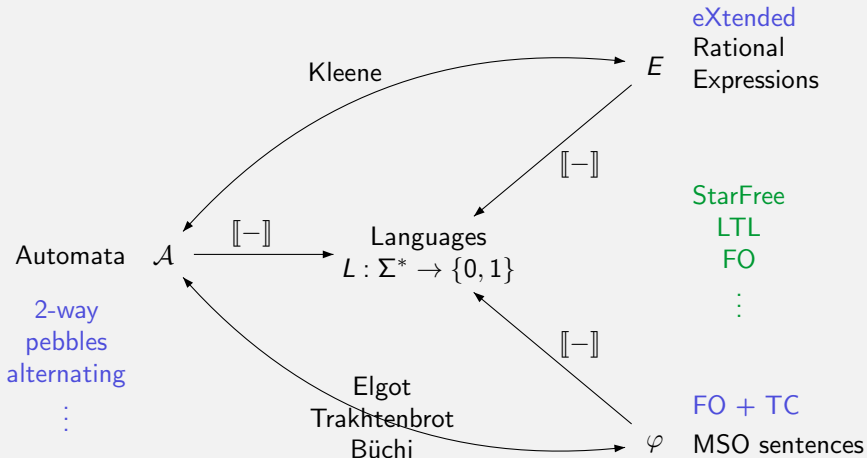 eXtended
Rational
E
Expressions
Kleene
⟦−⟧
StarFree
LTL
FO
⋮
⟦−⟧
Languages
Automata 𝒜
L : Σ* → {0, 1}
2-way
pebbles
alternating
⋮
⟦−⟧
Elgot
Trakhtenbrot
Büchi
FO + TC
φ MSO sentences